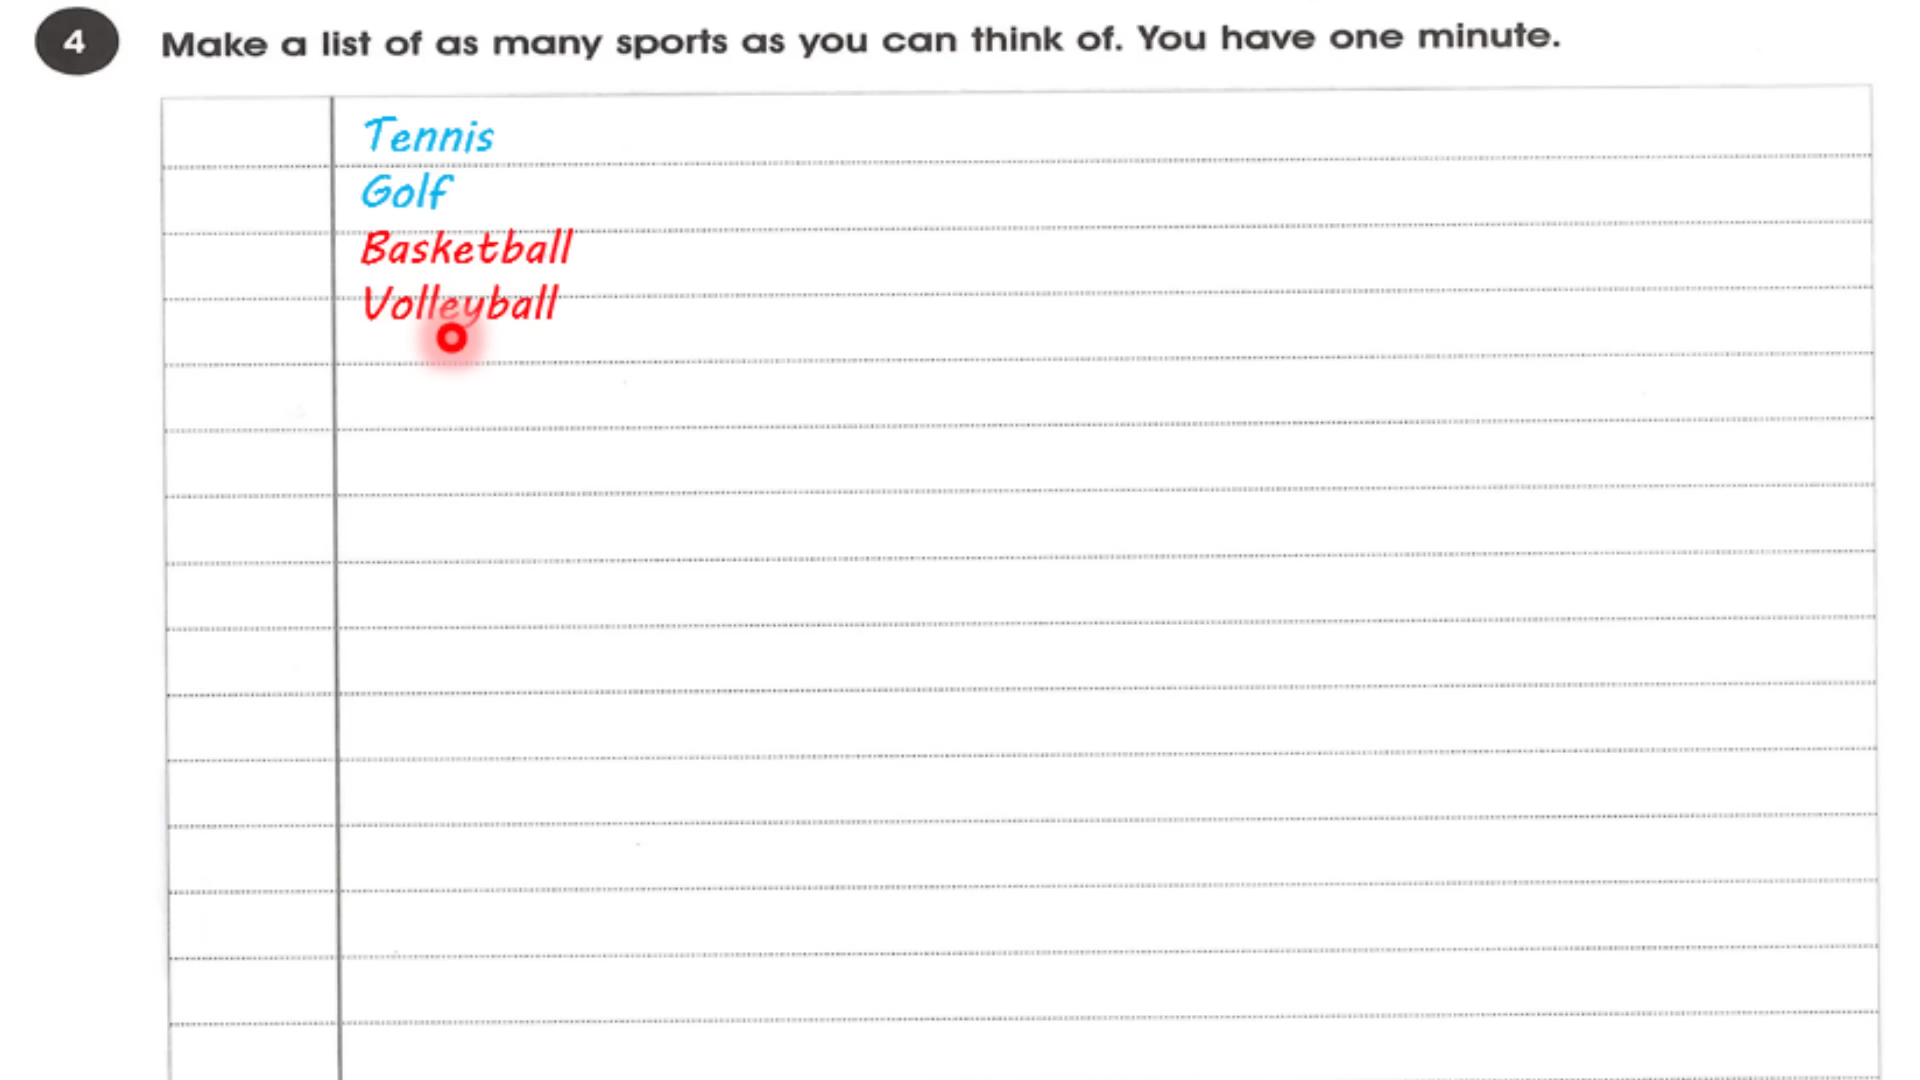 4 Make a list of as many sports as you can think of. You have one minute.
Tennis
Golf
Basketball
Volleyball